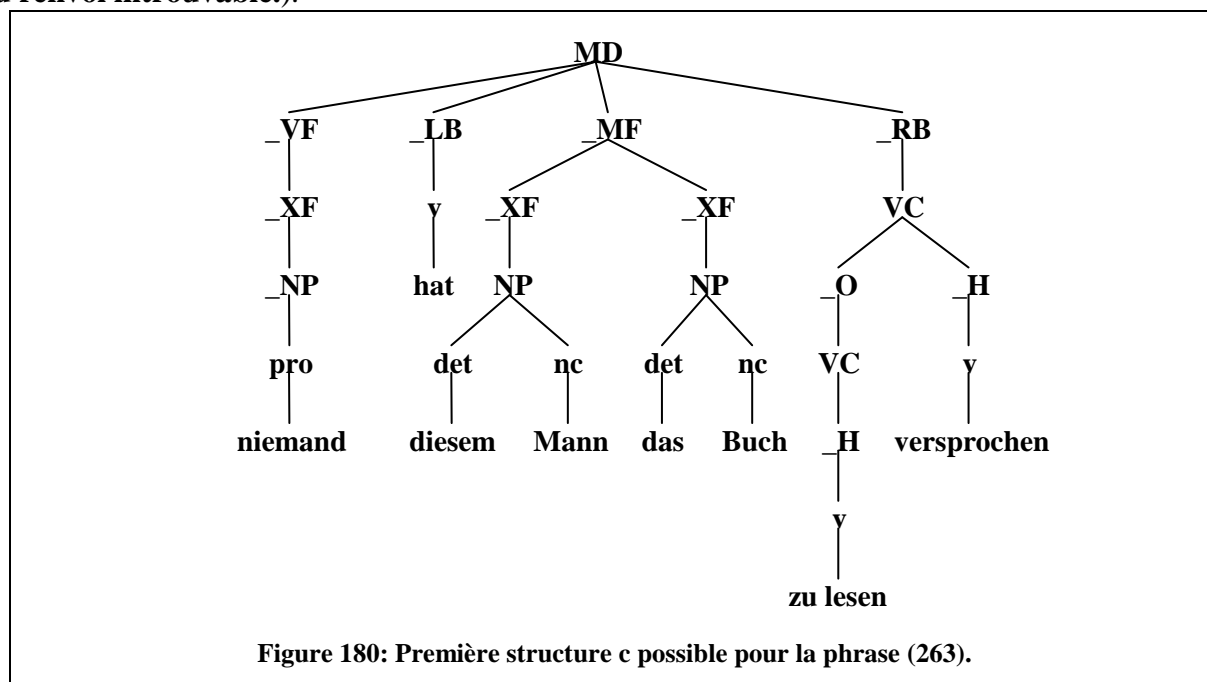 MD
_VF _LB _MF _RB
_XF v _XF _XF VC
_NP hat NP NP _O _H
pro det nc det nc VC v
niemand diesem Mann das Buch _H versprochen
v
zu lesen
Figure 180: Première structure c possible pour la phrase (263).